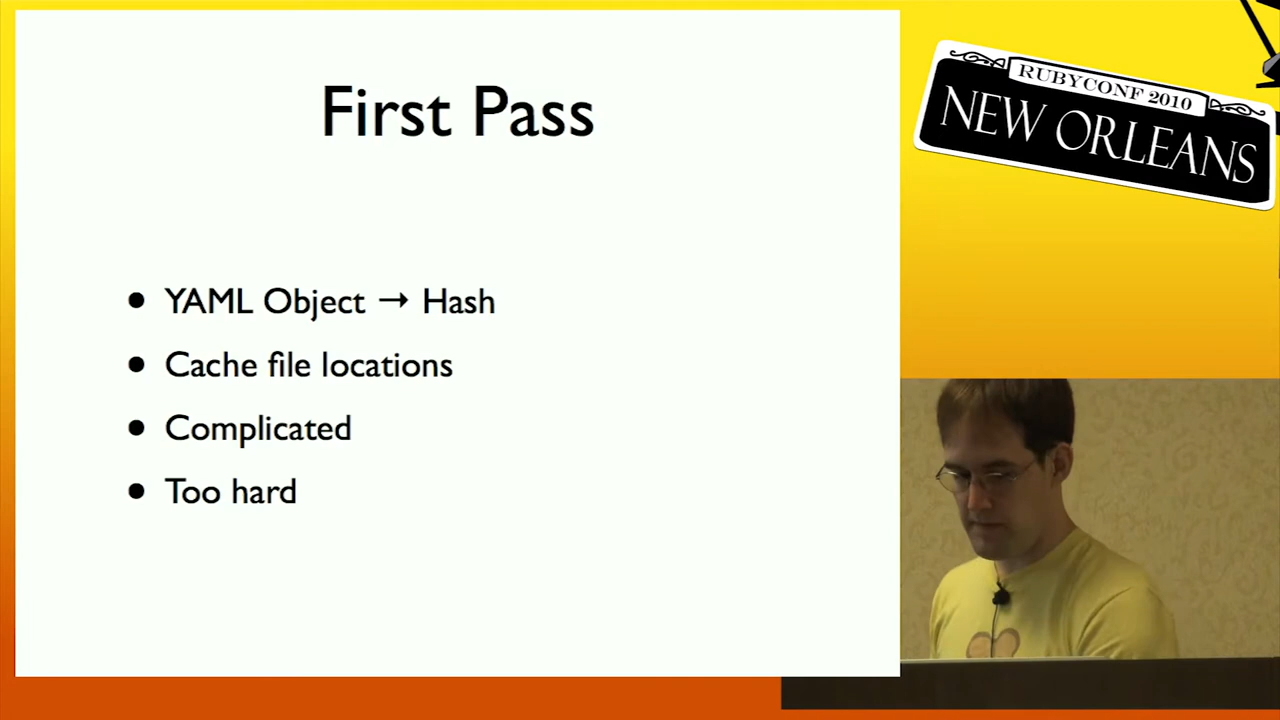 First Pass
• YAML Object → Hash
• Cache file locations
• Complicated
• Too hard
RUBYCONF 2010
NEW ORLEANS